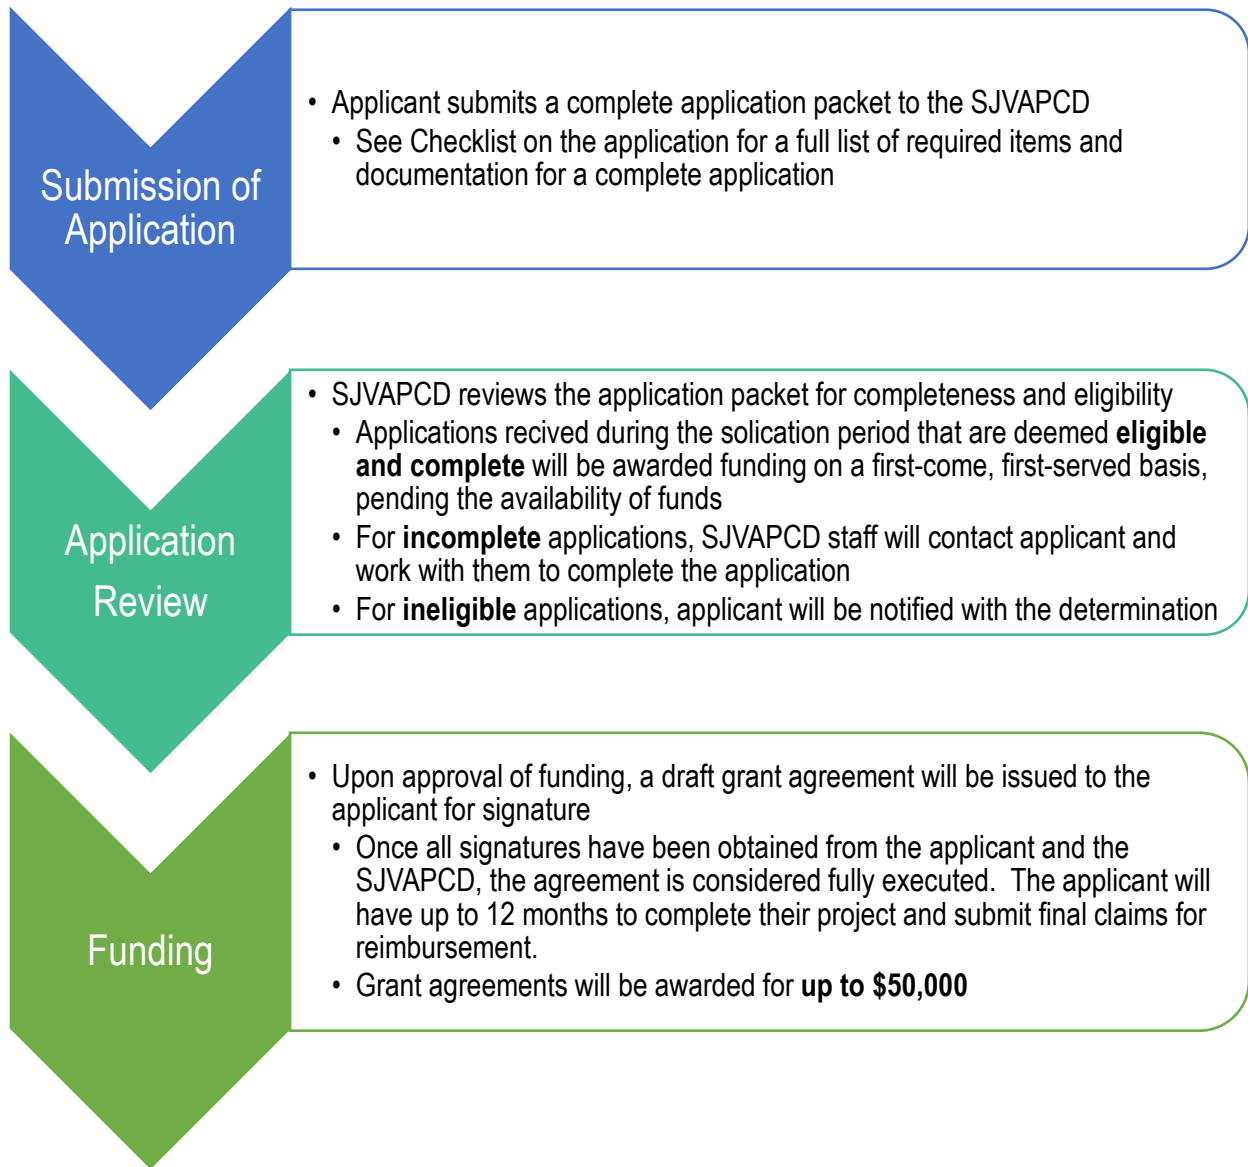 Submission of
Application
• Applicant submits a complete application packet to the SJVAPCD
• See Checklist on the application for a full list of required items and
documentation for a complete application
Application
Review
• SJVAPCD reviews the application packet for completeness and eligibility
• Applications recived during the solication period that are deemed eligible
and complete will be awarded funding on a first-come, first-served basis,
pending the availability of funds
• For incomplete applications, SJVAPCD staff will contact applicant and
work with them to complete the application
• For ineligible applications, applicant will be notified with the determination
Funding
• Upon approval of funding, a draft grant agreement will be issued to the
applicant for signature
• Once all signatures have been obtained from the applicant and the
SJVAPCD, the agreement is considered fully executed.  The applicant will
have up to 12 months to complete their project and submit final claims for
reimbursement.
• Grant agreements will be awarded for up to $50,000